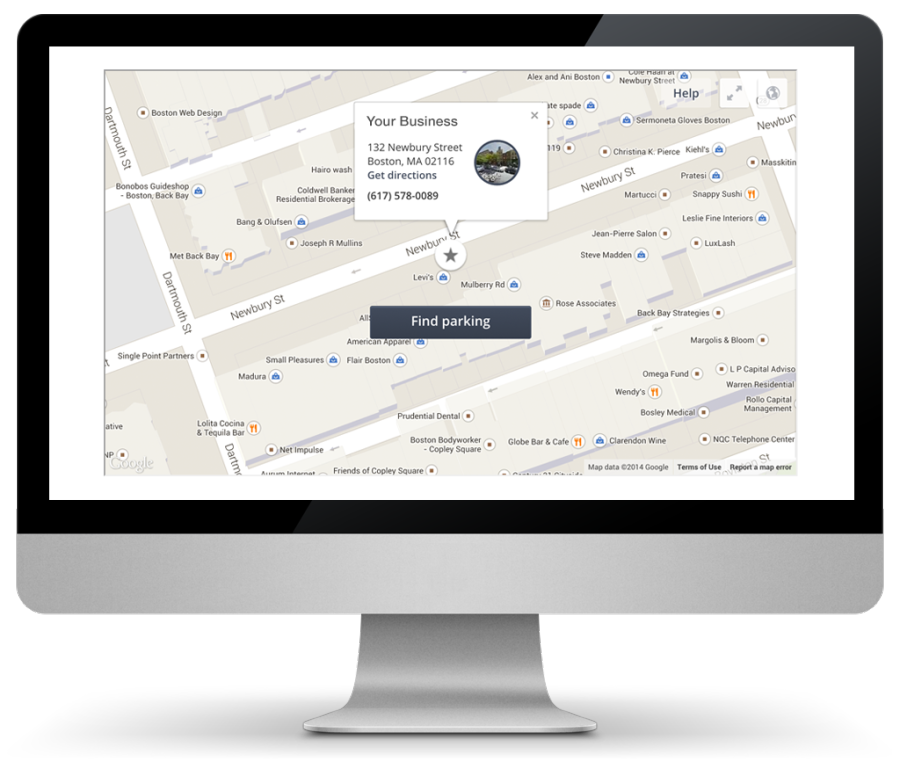 Alex and Ani Boston
Cole Haan at
Newbury Street
Help
Boston Web Design
Dartmouth St
ate spade
Sermoneta Gloves Boston
Newbury
Your Business
132 Newbury Street
Boston, MA 02116
Get directions
(617) 578-0089
119
Christina K. Pierce
Kiehl's
Masskitin
Hairo wash
Newbury St
Pratesi
Bonobos Guideshop
- Boston, Back Bay
Coldwell Banker
Residential Brokerage
Martucci
Snappy Sushi
Bang & Olufsen
Leslie Fine Interiors
Jean-Pierre Salon
Joseph R Mullins
Newbury St
LuxLash
Met Back Bay
Steve Madden
Levi's
Mulberry Rd
Dartmouth St
Newbury St
Rose Associates
Back Bay Strategies
Find parking
American Apparel
Margolis & Bloom
Single Point Partners
Small Pleasures
Flair Boston
Madura
Omega Fund
L P Capital Adviso
Warren Residential
Wendy's
Rollo Capital
Management
Bosley Medical
Prudential Dental
Lolita Cocina
& Tequila Bar
ative
Boston Bodyworker
- Copley Square
Globe Bar & Cafe
Clarendon Wine
NQC Telephone Center
Net Impulse
NP
Google
Dartm
Friends of Copley Square
St
Map data ©2014 Google
Terms of Use
Report a map error